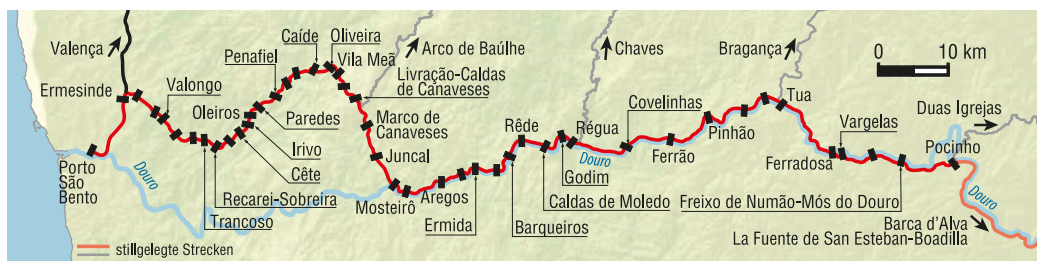 Valença
Ermesinde
Porto
São
Bento
Douro
Valongo
Oleiros
Penafiel
Caíde
Oliveira
Vila Meã
Arco de Baúlhe
Livração-Caldas
de Canaveses
Paredes
Irivo
Cête
Recarei-Sobreira
Trancoso
Marco de
Canaveses
Juncal
Mosteirô
Aregos
Ermida
Rêde
Barqueiros
Caldas de Moledo
Godim
Régua
Douro
Chaves
Covelinhas
Ferrão
Pinhão
Bragança
Tua
Ferradosa
Vargelas
Freixo de Numão-Mós do Douro
Pocinho
Duas Igrejas
Douro
Barca d'Alva
La Fuente de San Esteban-Boadilla
0 10 km
stillgelegte Strecken